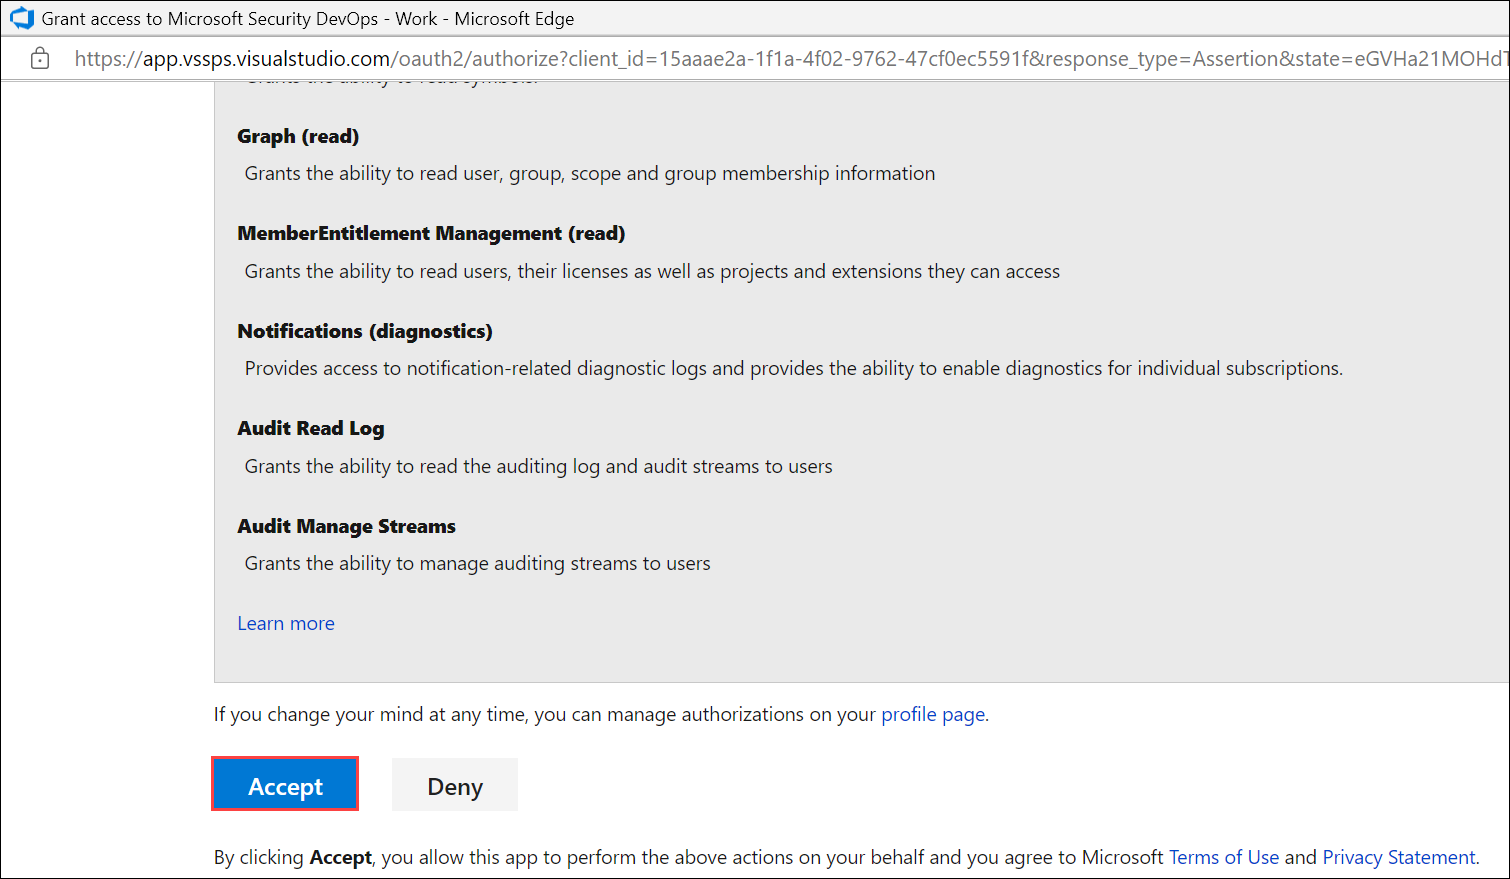 Grant access to Microsoft Security DevOps - Work - Microsoft Edge
https://app.vssps.visualstudio.com/oauth2/authorize?client_id=15aaae2a-1f1a-4f02-9762-47cf0ec5591f&response_type=Assertion&state=eGVHa21MOHdT
Grants the ability to read symbols.
Graph (read)
Grants the ability to read user, group, scope and group membership information
MemberEntitlement Management (read)
Grants the ability to read users, their licenses as well as projects and extensions they can access
Notifications (diagnostics)
Provides access to notification-related diagnostic logs and provides the ability to enable diagnostics for individual subscriptions.
Audit Read Log
Grants the ability to read the auditing log and audit streams to users
Audit Manage Streams
Grants the ability to manage auditing streams to users
Learn more
If you change your mind at any time, you can manage authorizations on your profile page.
Accept
Deny
By clicking Accept, you allow this app to perform the above actions on your behalf and you agree to Microsoft Terms of Use and Privacy Statement.